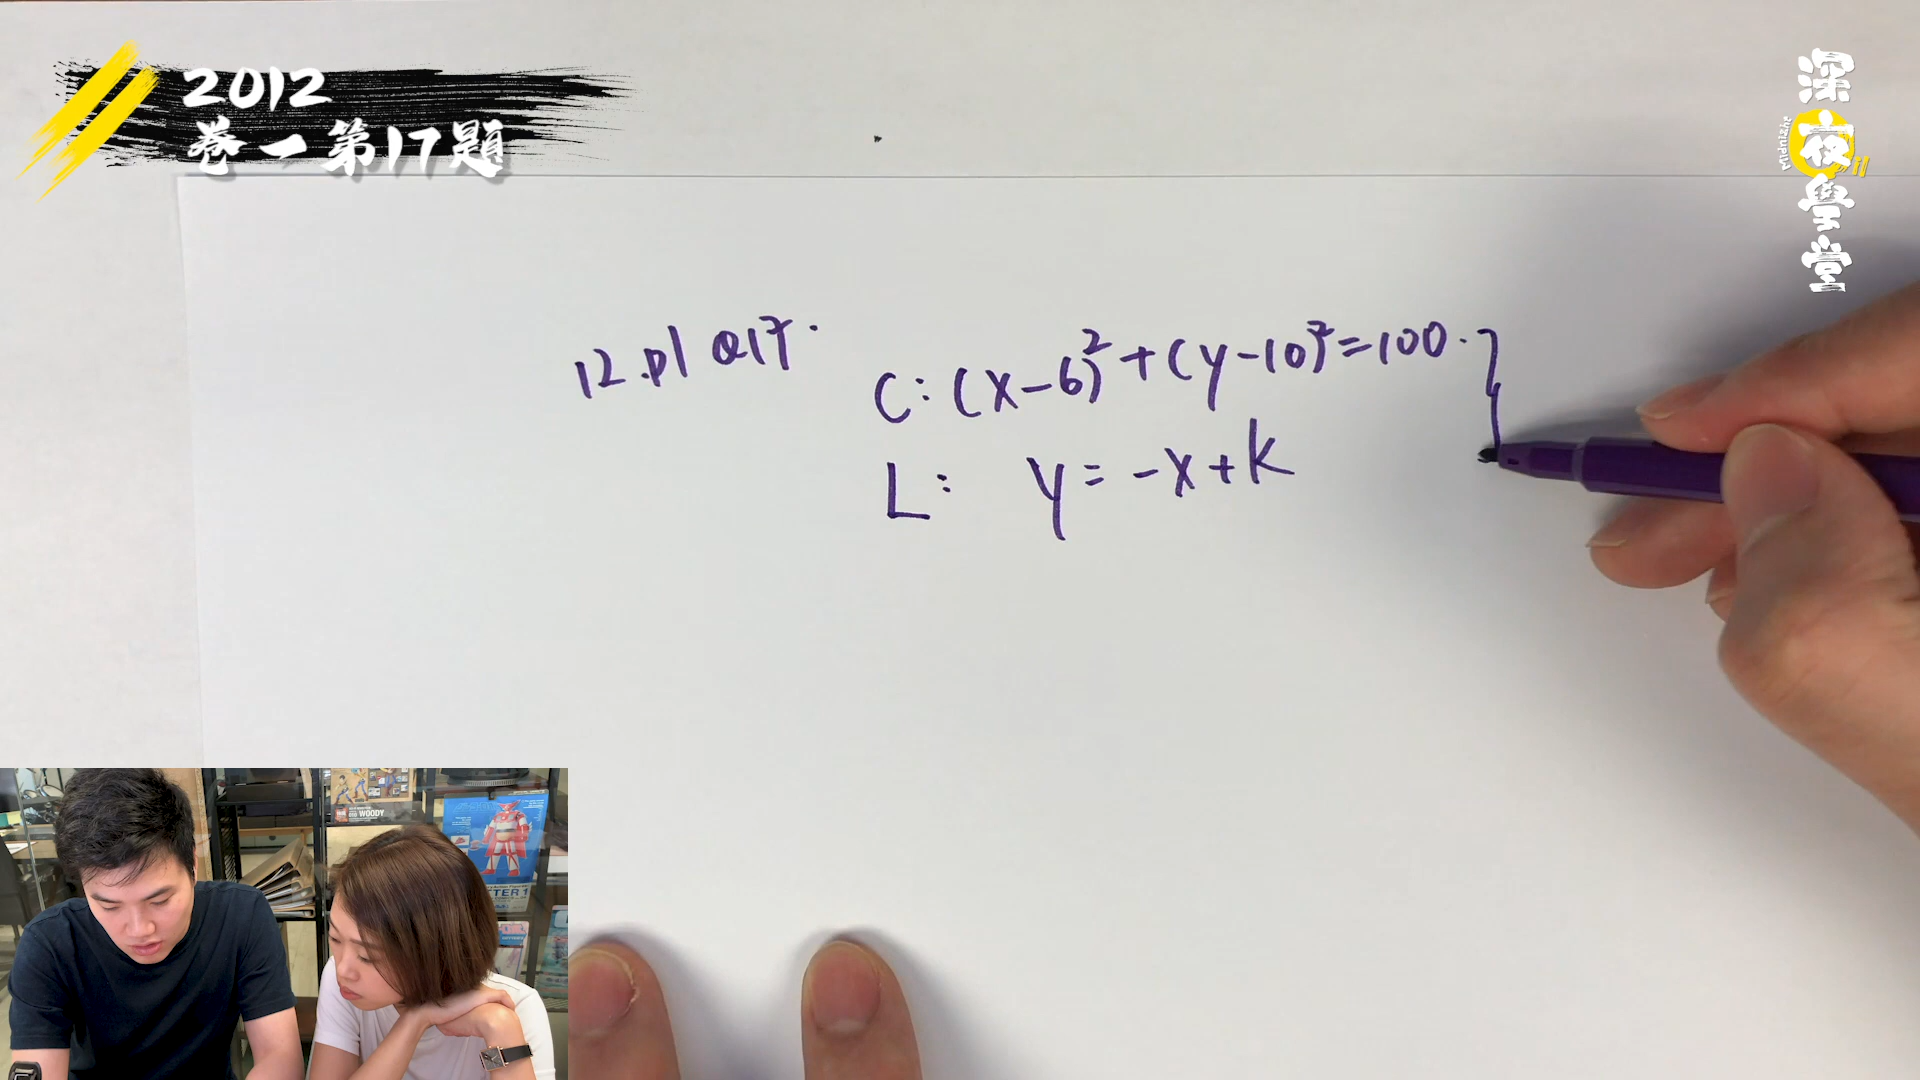 2012
卷一第17題
深夜學堂
12.p1 Q17.
C: (x-6)²+(y-10)²=100.
L: y=-x+k
WOODY